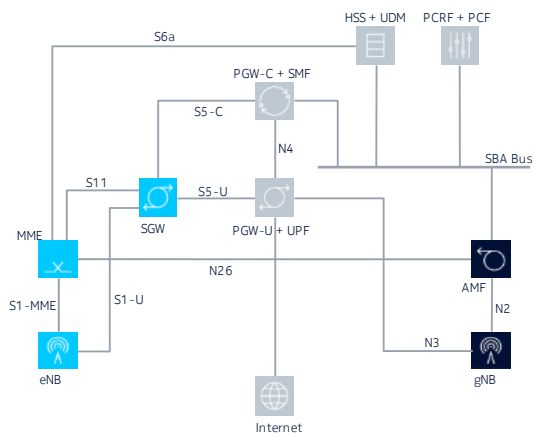 HSS + UDM
PCRF + PCF
S6a
PGW-C + SMF
S5-C
N4
SBA Bus
S11
S5-U
SGW
PGW-U + UPF
MME
N26
AMF
S1-MME
S1-U
N2
N3
eNB
gNB
Internet